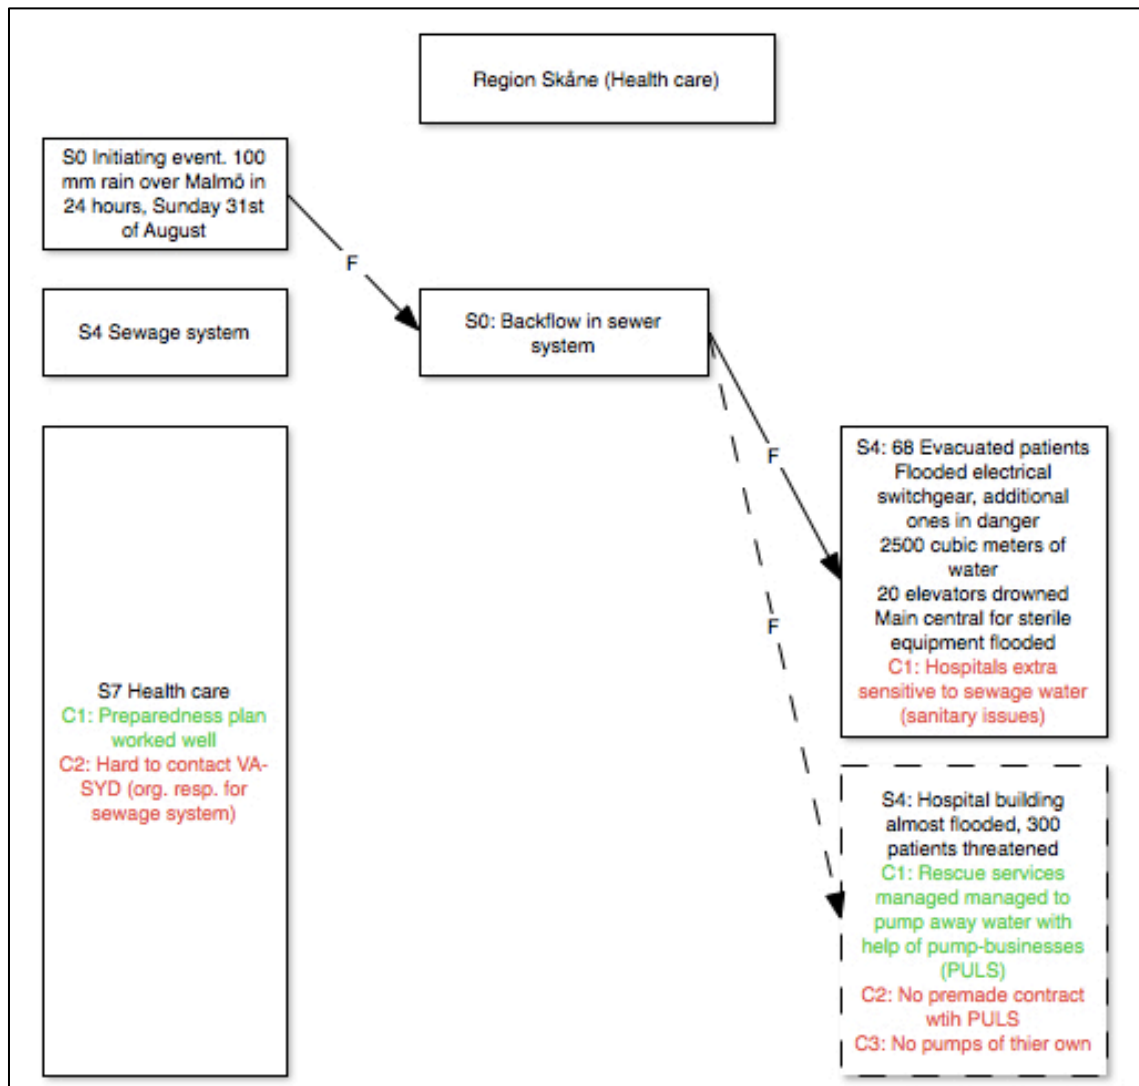 Region Skåne (Health care)
S0 Initiating event. 100
mm rain over Malmö in
24 hours, Sunday 31st
of August
F
S4 Sewage system
S0: Backflow in sewer
system
F
F
S4: 68 Evacuated patients
Flooded electrical
switchgear, additional
ones in danger
2500 cubic meters of
water
20 elevators drowned
Main central for sterile
equipment flooded
C1: Hospitals extra
sensitive to sewage water
(sanitary issues)
S7 Health care
C1: Preparedness plan
worked well
C2: Hard to contact VA-
SYD (org. resp. for
sewage system)
S4: Hospital building
almost flooded, 300
patients threatened
C1: Rescue services
managed managed to
pump away water with
help of pump-businesses
(PULS)
C2: No premade contract
wtih PULS
C3: No pumps of thier own